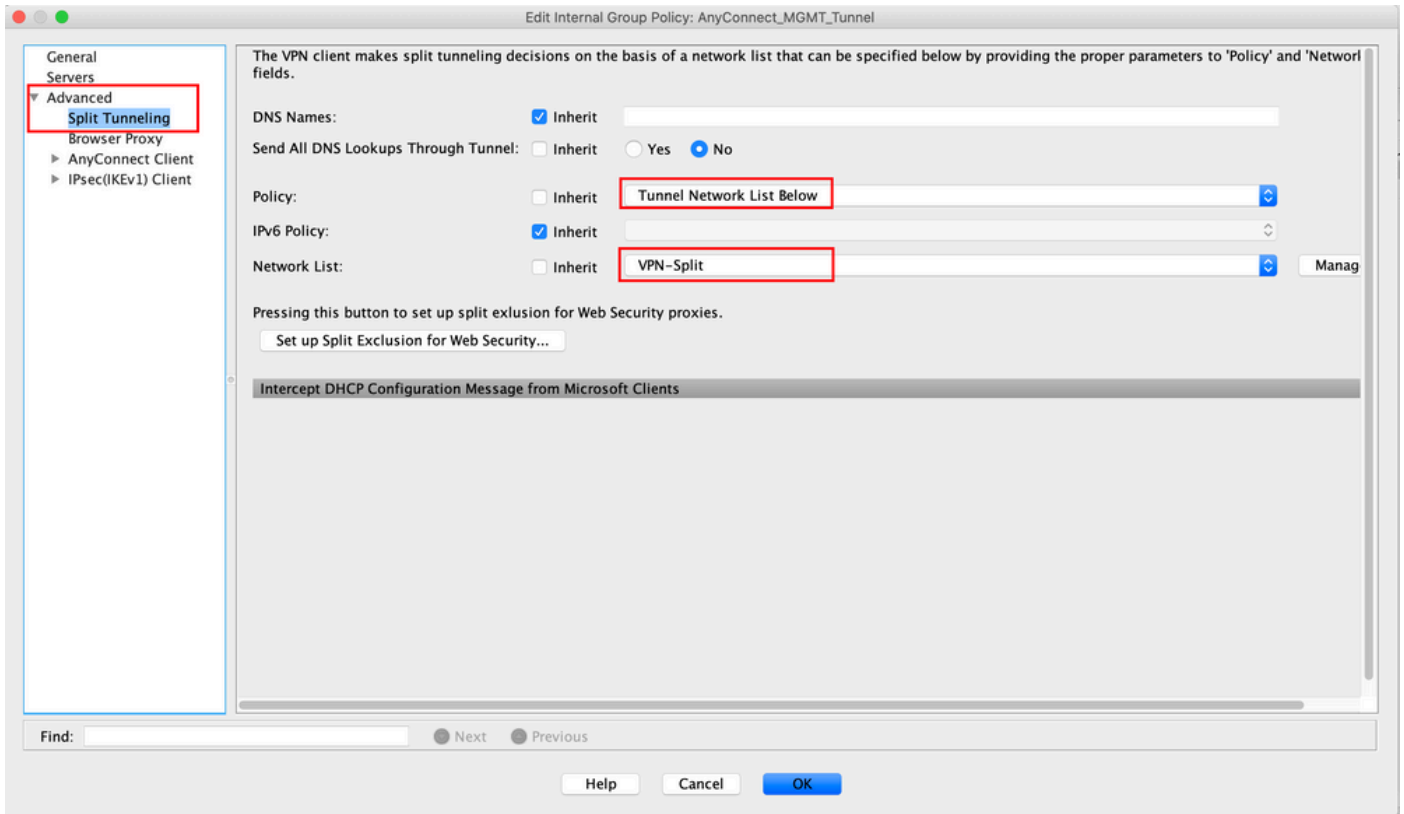 Edit Internal Group Policy: AnyConnect_MGMT_Tunnel
General
Servers
Advanced
Split Tunneling
Browser Proxy
AnyConnect Client
IPsec(IKEv1) Client
The VPN client makes split tunneling decisions on the basis of a network list that can be specified below by providing the proper parameters to 'Policy' and 'Networl
fields.
DNS Names: Inherit
Send All DNS Lookups Through Tunnel: Inherit Yes No
Policy: Inherit Tunnel Network List Below
IPv6 Policy: Inherit
Network List: Inherit VPN-Split Manag
Pressing this button to set up split exlusion for Web Security proxies.
Set up Split Exclusion for Web Security...
Intercept DHCP Configuration Message from Microsoft Clients
Find: Next Previous
Help Cancel OK